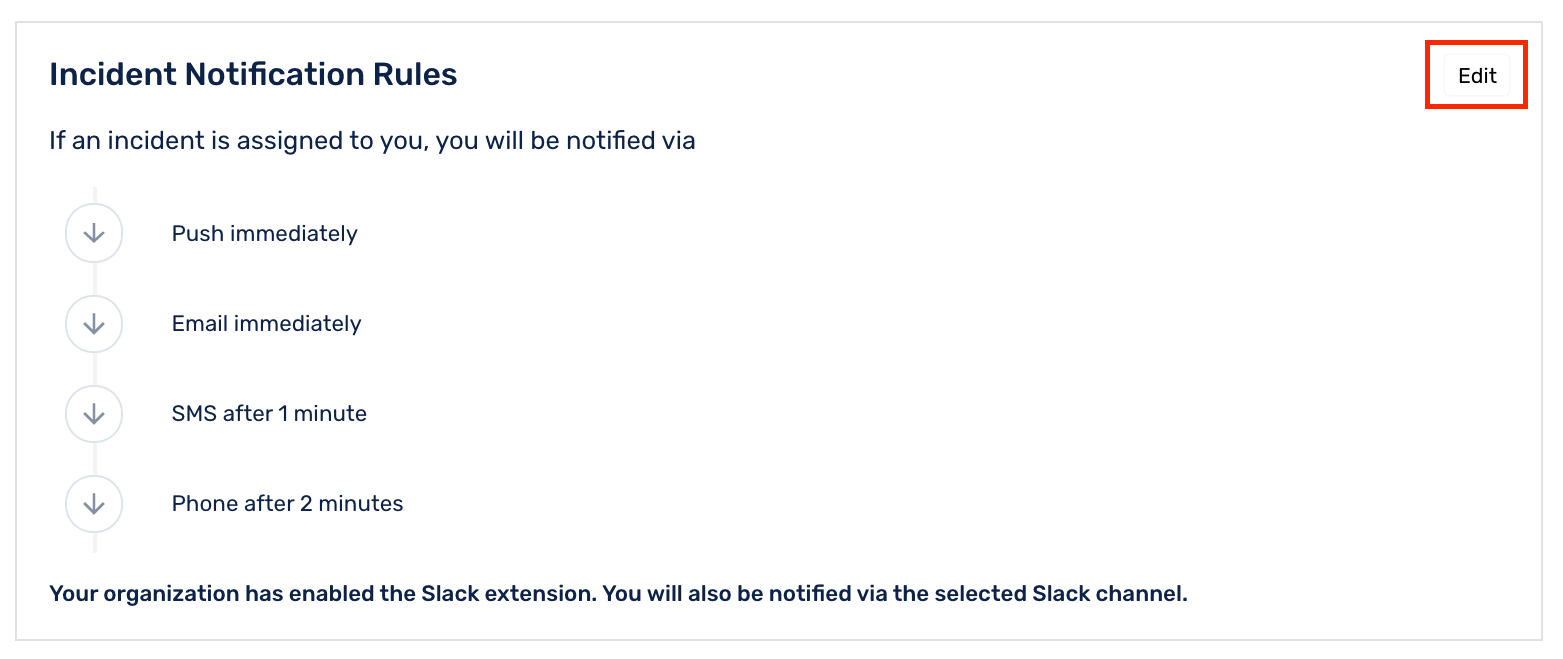 Incident Notification Rules
Edit
If an incident is assigned to you, you will be notified via
Push immediately
Email immediately
SMS after 1 minute
Phone after 2 minutes
Your organization has enabled the Slack extension. You will also be notified via the selected Slack channel.